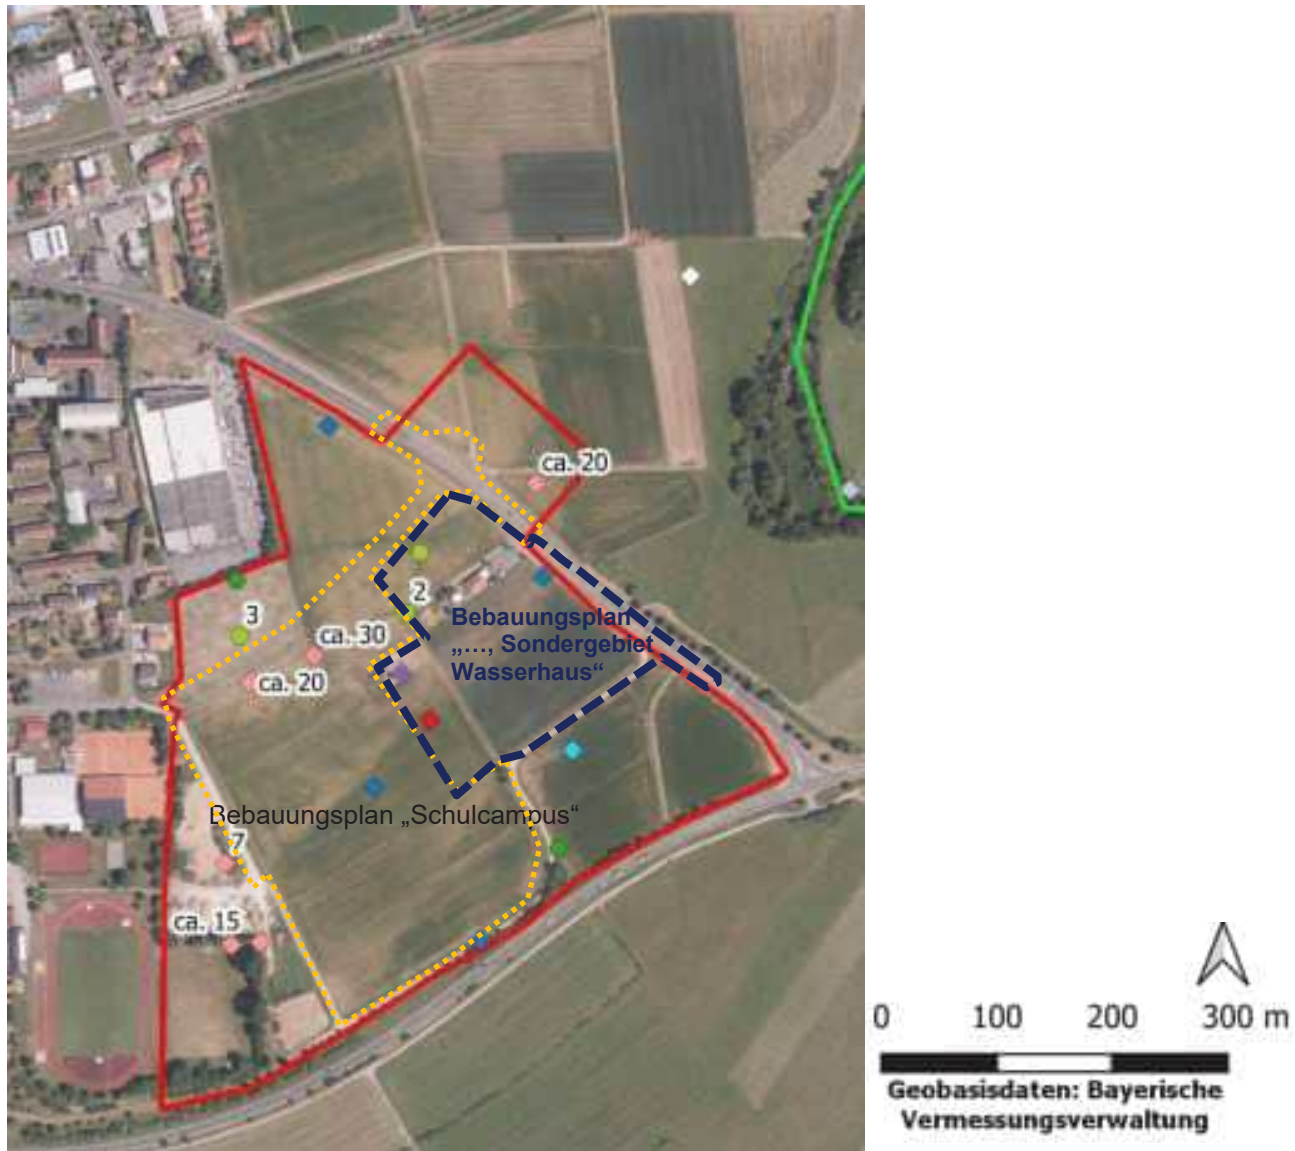 ca. 20
2
3
ca. 30
Bebauungsplan
„…, Sondergebiet
Wasserhaus“
ca. 20
Bebauungsplan „Schulcampus“
7
ca. 15
0 100 200 300 m
Geobasisdaten: Bayerische
Vermessungsverwaltung